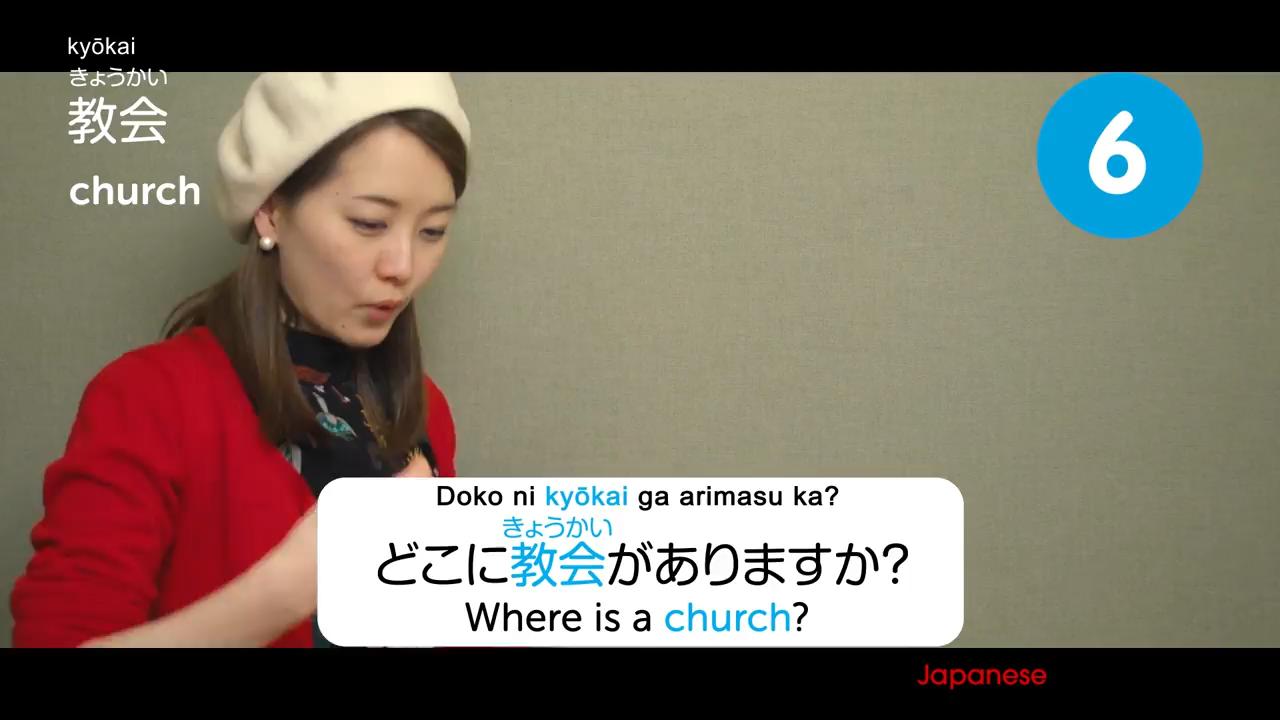 kyōkai
きょうかい
教会
church
6
Doko ni kyōkai ga arimasu ka?
きょうかい
どこに教会がありますか?
Where is a church?
Japanese